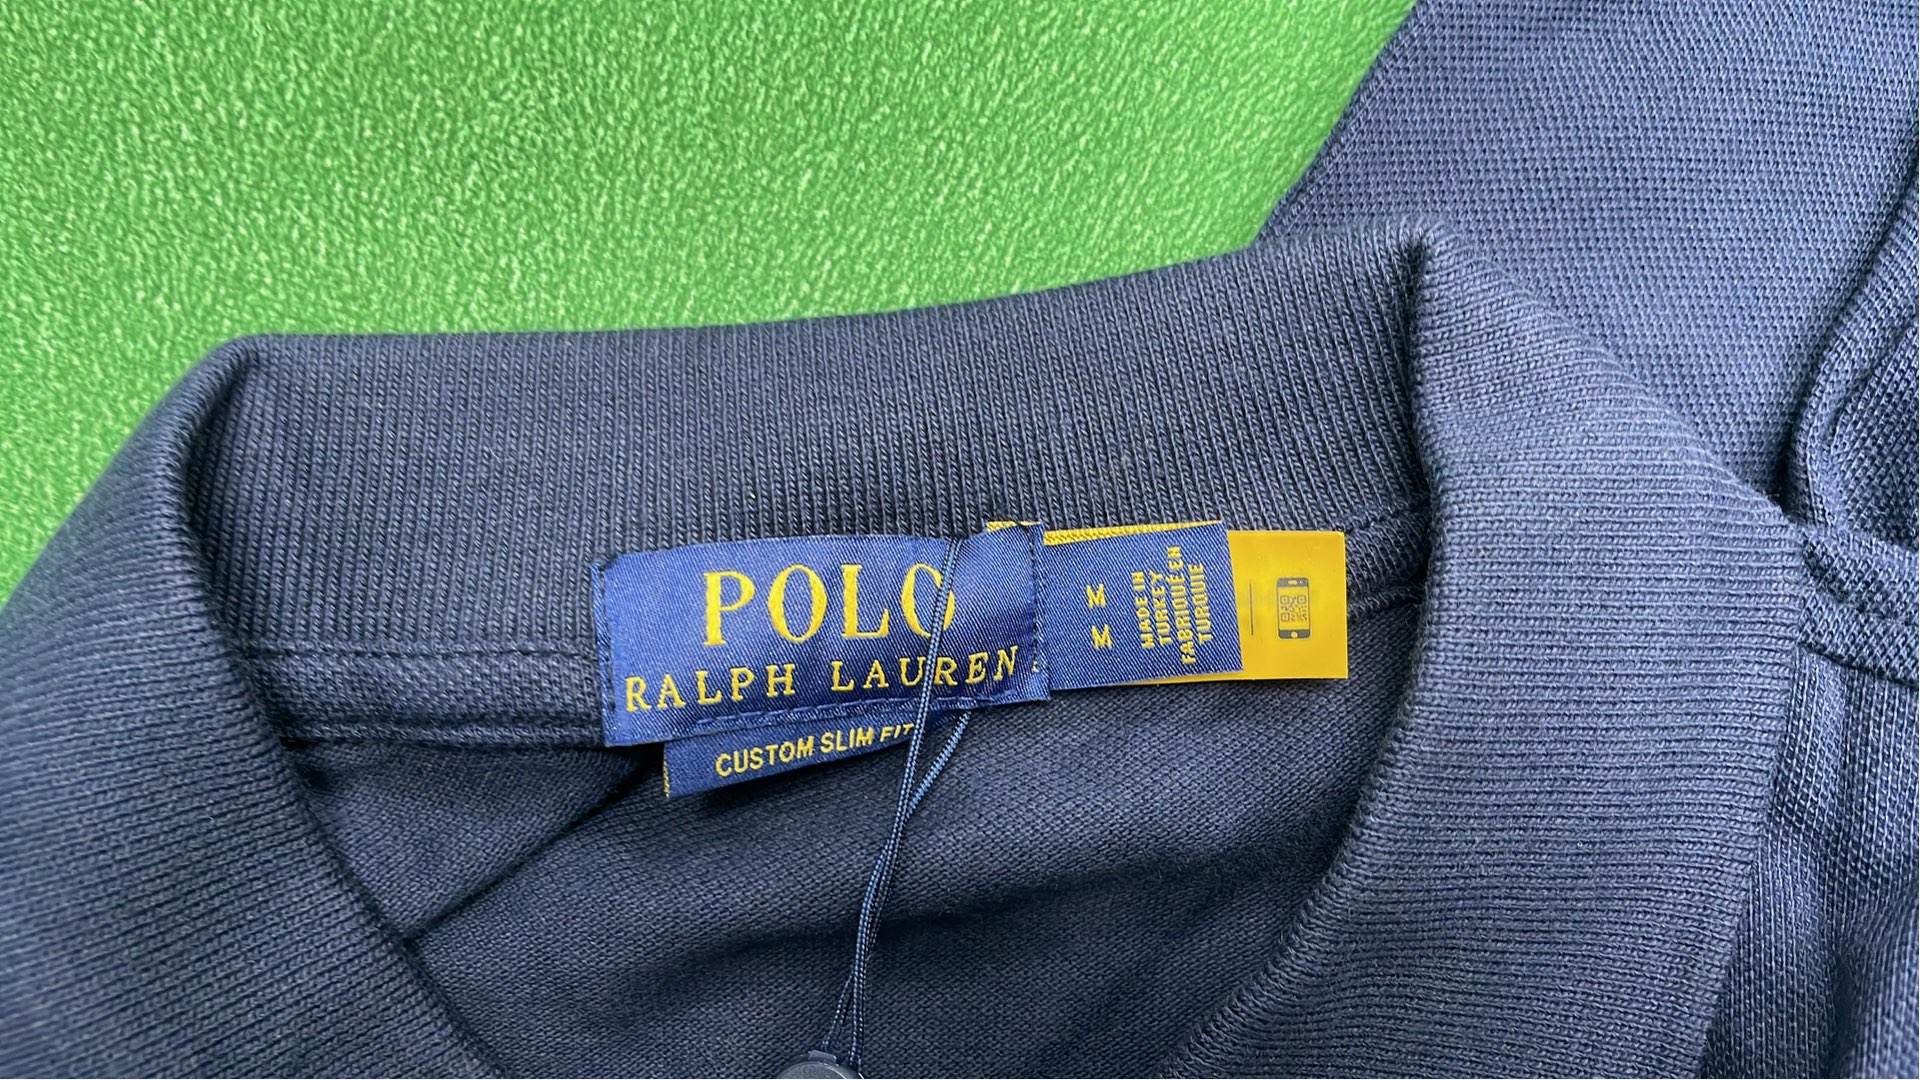 POLO
RALPH LAUREN
CUSTOM SLIM FIT
M
M
MADE IN
TURKEY
FABRIQUÉ EN
TURQUIE